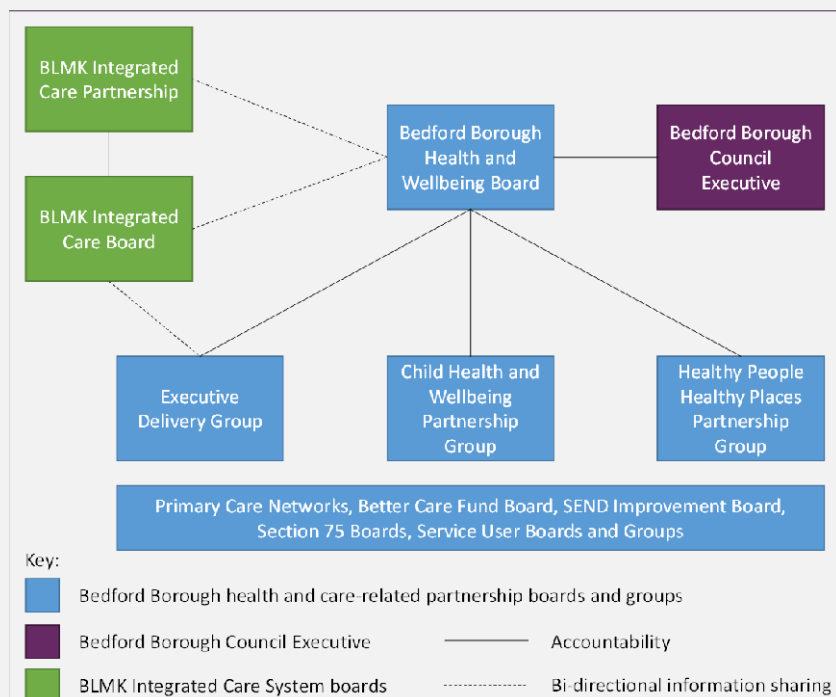 BLMK Integrated
Care Partnership
Bedford Borough
Health and
Wellbeing Board
Bedford Borough
Council
Executive
BLMK Integrated
Care Board
Executive
Delivery Group
Child Health and
Wellbeing
Partnership
Group
Healthy People
Healthy Places
Partnership
Group
Primary Care Networks, Better Care Fund Board, SEND Improvement Board,
Section 75 Boards, Service User Boards and Groups
Key:
Bedford Borough health and care-related partnership boards and groups
Bedford Borough Council Executive
Accountability
BLMK Integrated Care System boards
Bi-directional information sharing